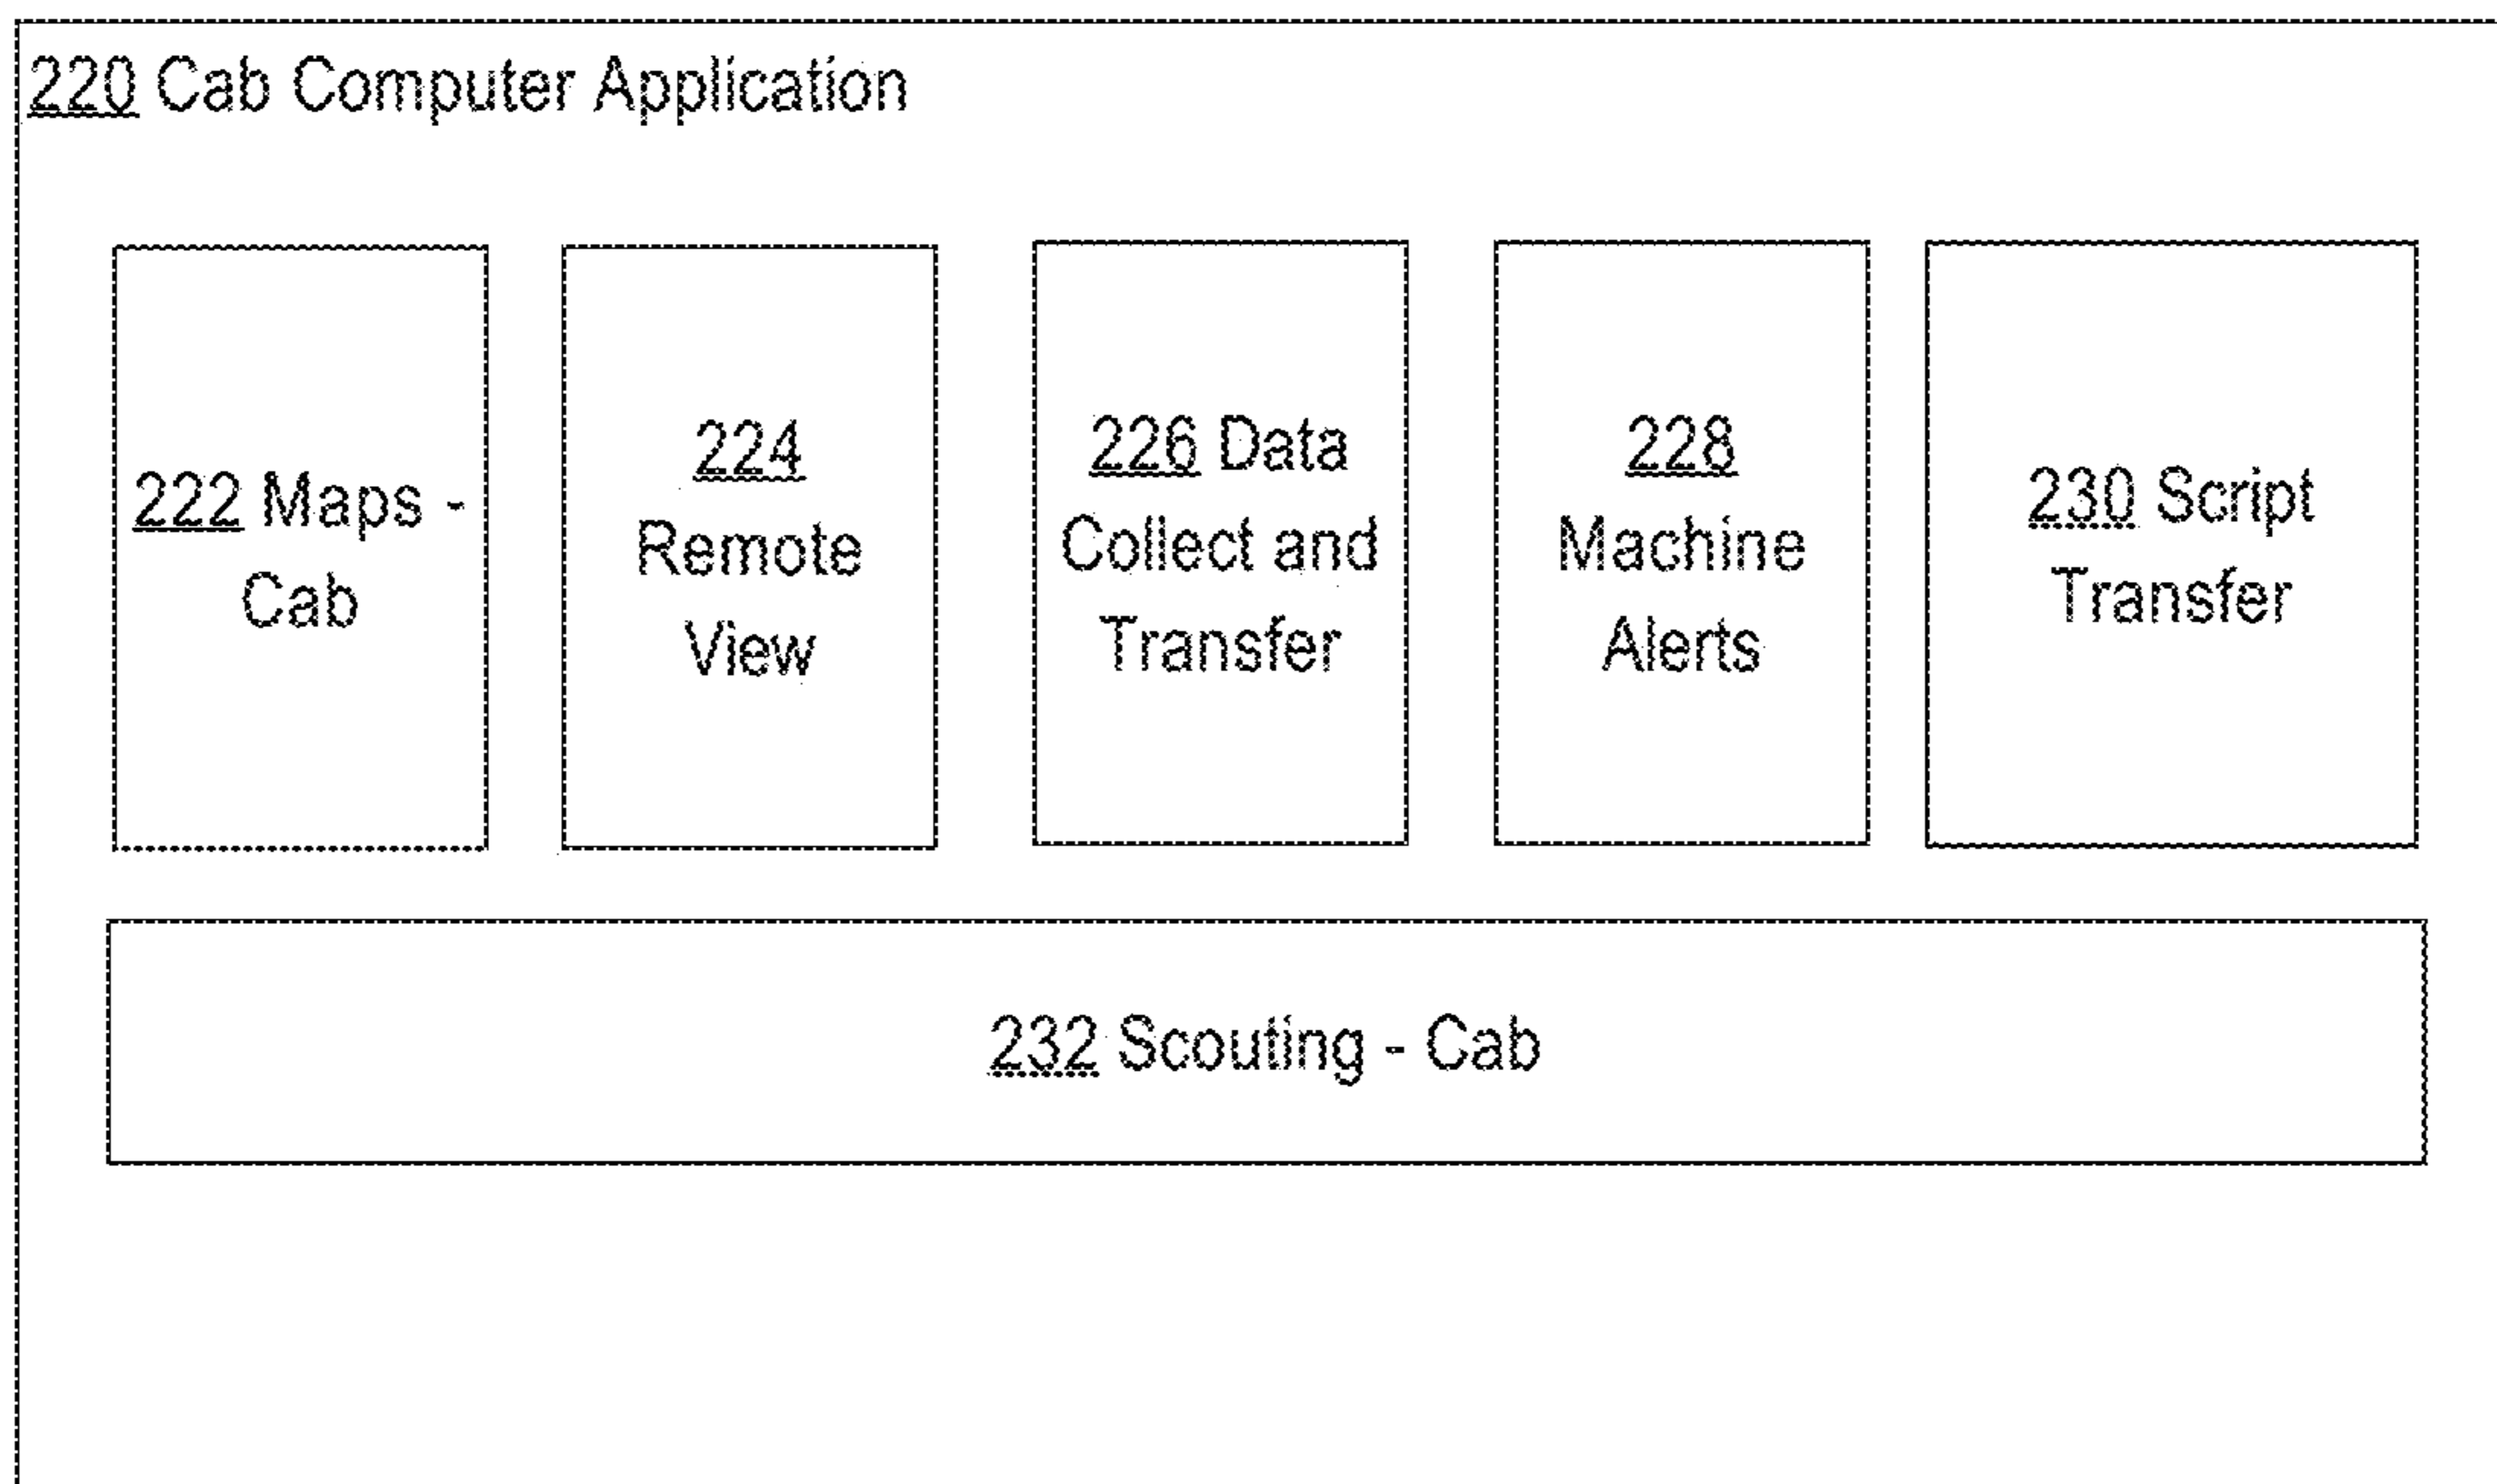 220 Cab Computer Application
222 Maps -
Cab
224
Remote
View
226 Data
Collect and
Transfer
228
Machine
Alerts
230 Script
Transfer
232 Scouting - Cab